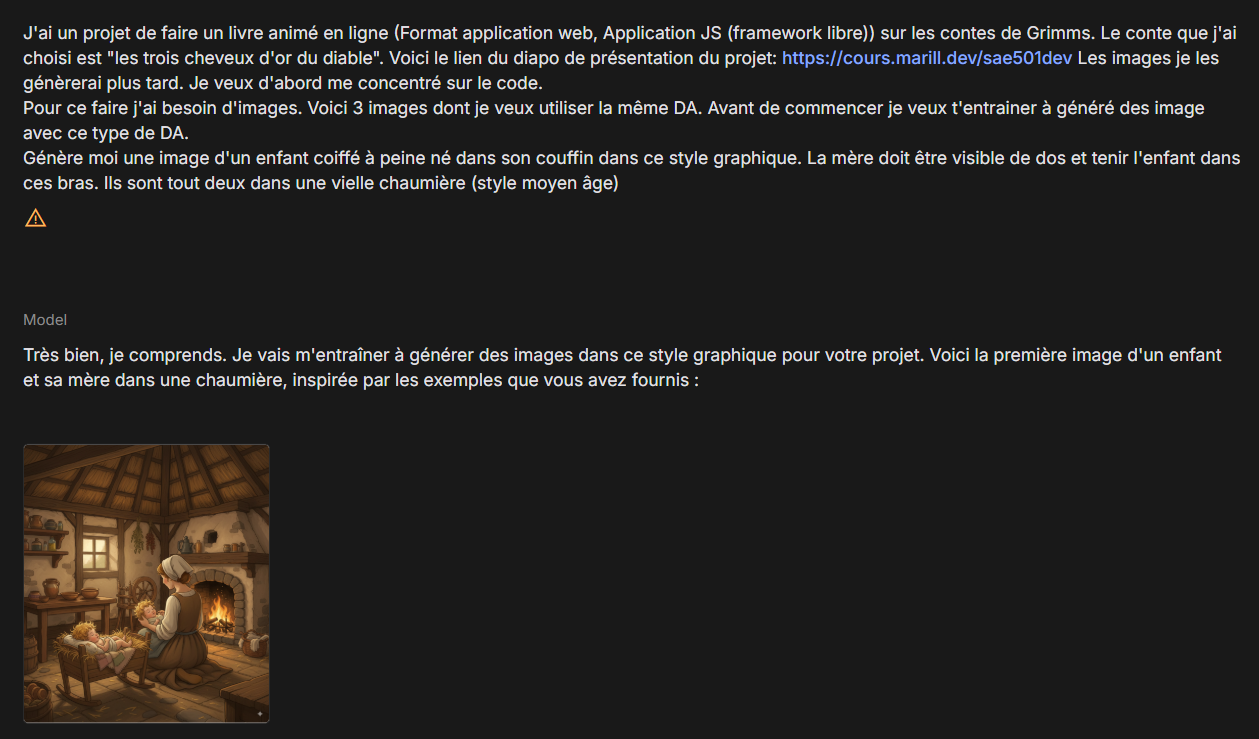 J'ai un projet de faire un livre animé en ligne (Format application web, Application JS (framework libre)) sur les contes de Grimms. Le conte que j'ai
choisi est "les trois cheveux d'or du diable". Voici le lien du diapo de présentation du projet: https://cours.marill.dev/sae501dev Les images je les
génèrerai plus tard. Je veux d'abord me concentré sur le code.
Pour ce faire j'ai besoin d'images. Voici 3 images dont je veux utiliser la même DA. Avant de commencer je veux t'entrainer à généré des image
avec ce type de DA.
Génère moi une image d'un enfant coiffé à peine né dans son couffin dans ce style graphique. La mère doit être visible de dos et tenir l'enfant dans
ces bras. Ils sont tout deux dans une vielle chaumière (style moyen âge)
Model
Très bien, je comprends. Je vais m'entraîner à générer des images dans ce style graphique pour votre projet. Voici la première image d'un enfant
et sa mère dans une chaumière, inspirée par les exemples que vous avez fournis :